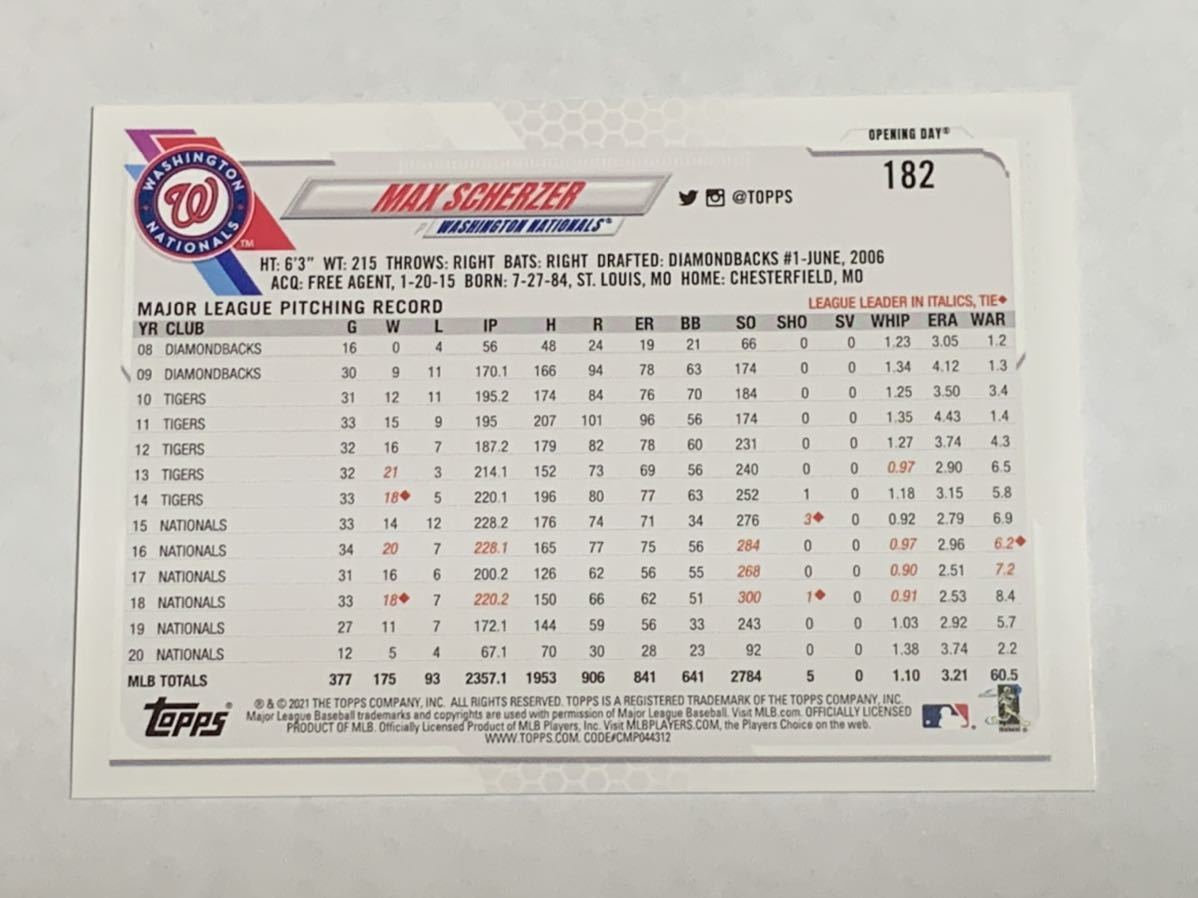 OPENING DAY®
182
WASHINGTON
W
NATIONALS
™
MAX SCHERZER
@TOPPS
WASHINGTON NATIONALS®
HT: 6'3" WT: 215 THROWS: RIGHT BATS: RIGHT DRAFTED: DIAMONDBACKS #1-JUNE, 2006
ACQ: FREE AGENT, 1-20-15 BORN: 7-27-84, ST. LOUIS, MO HOME: CHESTERFIELD, MO
MAJOR LEAGUE PITCHING RECORD LEAGUE LEADER IN ITALICS, TIE♦
YR CLUB G W L IP H R ER BB SO SHO SV WHIP ERA WAR
08 DIAMONDBACKS 16 0 4 56 48 24 19 21 66 0 0 1.23 3.05 1.2
09 DIAMONDBACKS 30 9 11 170.1 166 94 78 63 174 0 0 1.34 4.12 1.3
10 TIGERS 31 12 11 195.2 174 84 76 70 184 0 0 1.25 3.50 3.4
11 TIGERS 33 15 9 195 207 101 96 56 174 0 0 1.35 4.43 1.4
12 TIGERS 32 16 7 187.2 179 82 78 60 231 0 0 1.27 3.74 4.3
13 TIGERS 32 21 3 214.1 152 73 69 56 240 0 0 0.97 2.90 6.5
14 TIGERS 33 18♦ 5 220.1 196 80 77 63 252 1 0 1.18 3.15 5.8
15 NATIONALS 33 14 12 228.2 176 74 71 34 276 3♦ 0 0.92 2.79 6.9
16 NATIONALS 34 20 7 228.1 165 77 75 56 284 0 0 0.97 2.96 6.2♦
17 NATIONALS 31 16 6 200.2 126 62 56 55 268 0 0 0.90 2.51 7.2
18 NATIONALS 33 18♦ 7 220.2 150 66 62 51 300 1♦ 0 0.91 2.53 8.4
19 NATIONALS 27 11 7 172.1 144 59 56 33 243 0 0 1.03 2.92 5.7
20 NATIONALS 12 5 4 67.1 70 30 28 23 92 0 0 1.38 3.74 2.2
MLB TOTALS 377 175 93 2357.1 1953 906 841 641 2784 5 0 1.10 3.21 60.5
TOPPS®
® & © 2021 THE TOPPS COMPANY, INC. ALL RIGHTS RESERVED. TOPPS IS A REGISTERED TRADEMARK OF THE TOPPS COMPANY, INC.
Major League Baseball trademarks and copyrights are used with permission of Major League Baseball. Visit MLB.com. OFFICIALLY LICENSED
PRODUCT OF MLB. Officially Licensed Product of MLB Players, Inc. Visit MLBPLAYERS.COM, the Players Choice on the web.
WWW.TOPPS.COM. CODE#CMP044312